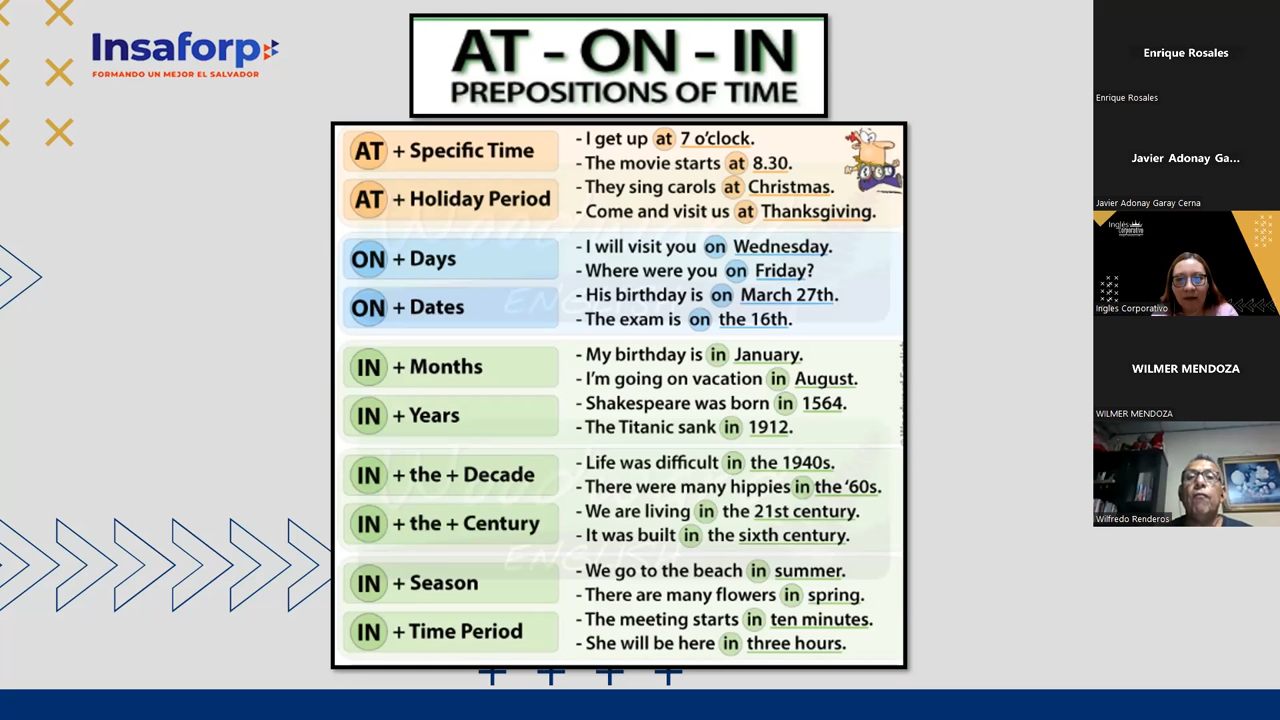 Insaforp
FORMANDO UN MEJOR EL SALVADOR
AT - ON - IN
PREPOSITIONS OF TIME
AT + Specific Time
- I get up at 7 o'clock.
- The movie starts at 8.30.
AT + Holiday Period
- They sing carols at Christmas.
- Come and visit us at Thanksgiving.
ON + Days
- I will visit you on Wednesday.
- Where were you on Friday?
ON + Dates
- His birthday is on March 27th.
- The exam is on the 16th.
IN + Months
- My birthday is in January.
- I'm going on vacation in August.
IN + Years
- Shakespeare was born in 1564.
- The Titanic sank in 1912.
IN + the + Decade
- Life was difficult in the 1940s.
- There were many hippies in the '60s.
IN + the + Century
- We are living in the 21st century.
- It was built in the sixth century.
IN + Season
- We go to the beach in summer.
- There are many flowers in spring.
IN + Time Period
- The meeting starts in ten minutes.
- She will be here in three hours.
ENGLISH
ENGLISH
Enrique Rosales
Enrique Rosales
Javier Adonay Ga...
Javier Adonay Garay Cerna
Inglés
Corporativo
Ingles Corporativo
WILMER MENDOZA
WILMER MENDOZA
Wilfredo Renderos